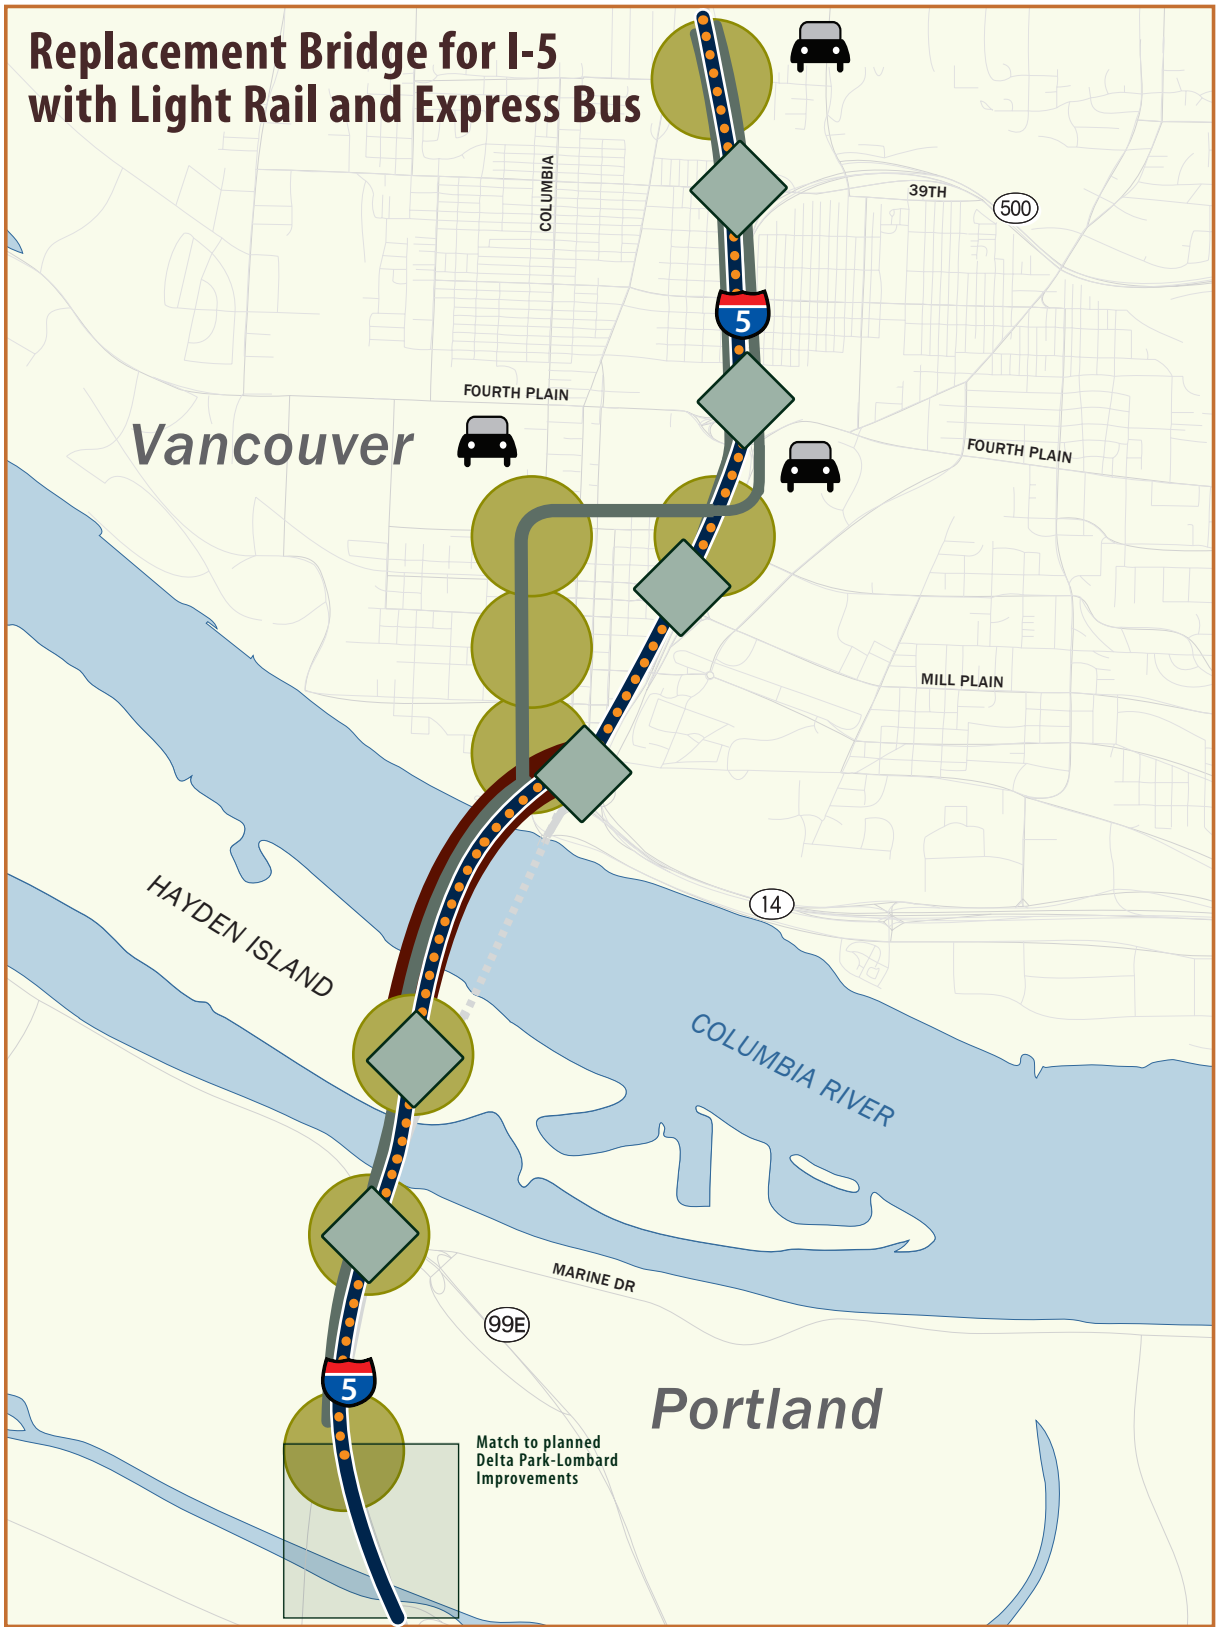 Replacement Bridge for I-5
with Light Rail and Express Bus
COLUMBIA
39TH
500
5
FOURTH PLAIN
Vancouver
FOURTH PLAIN
MILL PLAIN
HAYDEN ISLAND
14
COLUMBIA RIVER
MARINE DR
99E
5
Portland
Match to planned
Delta Park-Lombard
Improvements